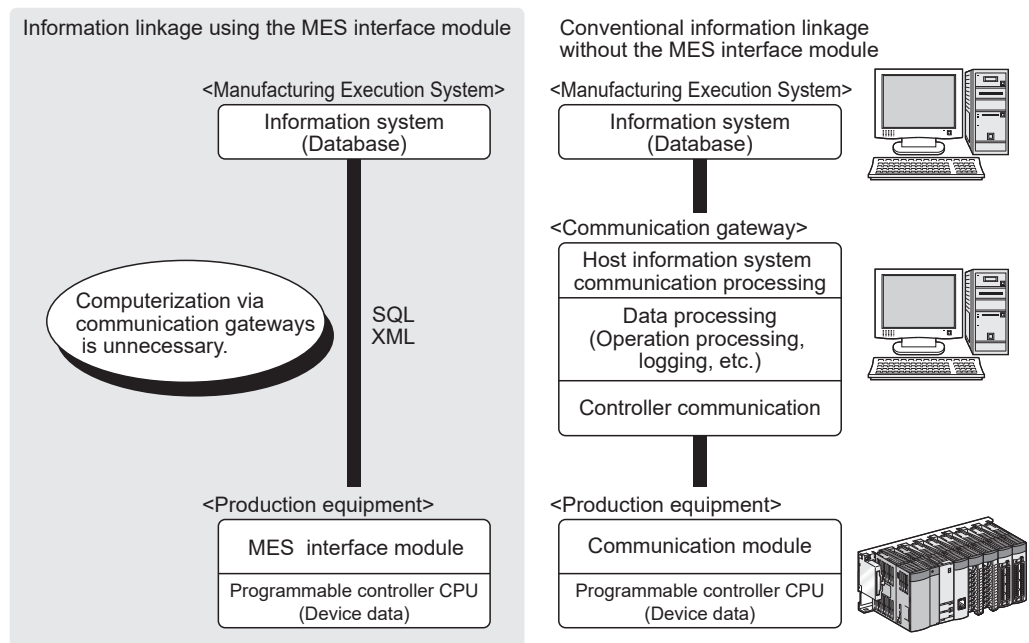 Information linkage using the MES interface module
<Manufacturing Execution System>
Information system
(Database)
Computerization via
communication gateways
is unnecessary.
SQL
XML
<Production equipment>
MES interface module
Programmable controller CPU
(Device data)
Conventional information linkage
without the MES interface module
<Manufacturing Execution System>
Information system
(Database)
<Communication gateway>
Host information system
communication processing
Data processing
(Operation processing,
logging, etc.)
Controller communication
<Production equipment>
Communication module
Programmable controller CPU
(Device data)